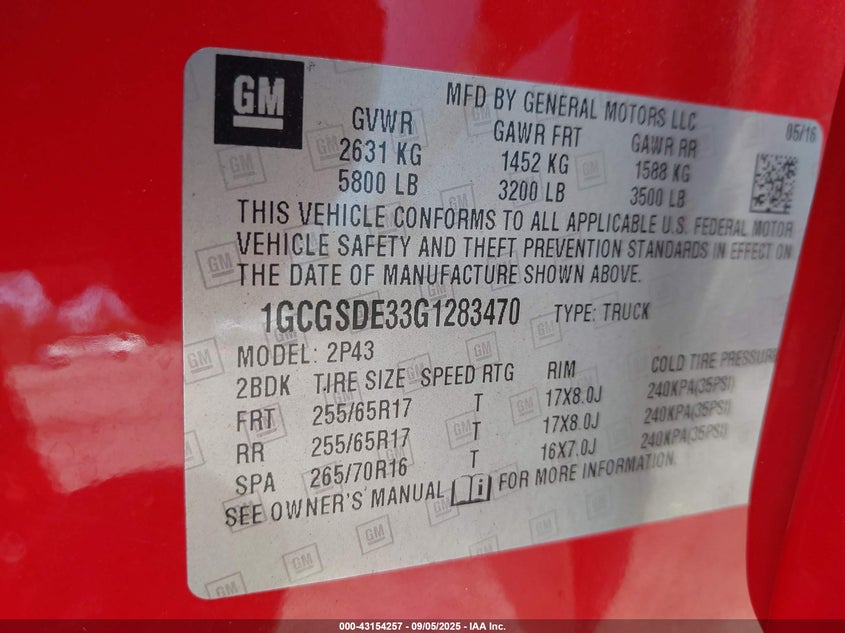 GM
MFD BY GENERAL MOTORS LLC 05/16
GVWR GAWR FRT GAWR RR
2631 KG 1452 KG 1588 KG
5800 LB 3200 LB 3500 LB
THIS VEHICLE CONFORMS TO ALL APPLICABLE U.S. FEDERAL MOTOR
VEHICLE SAFETY AND THEFT PREVENTION STANDARDS IN EFFECT ON
THE DATE OF MANUFACTURE SHOWN ABOVE.
1GCGSDE33G1283470 TYPE: TRUCK
MODEL: 2P43
2BDK TIRE SIZE SPEED RTG RIM COLD TIRE PRESSURE
FRT 255/65R17 T 17X8.0J 240KPA(35PSI)
RR 255/65R17 T 17X8.0J 240KPA(35PSI)
SPA 265/70R16 T 16X7.0J 240KPA(35PSI)
SEE OWNER'S MANUAL FOR MORE INFORMATION.
000-43154257 - 09/05/2025 - IAA Inc.